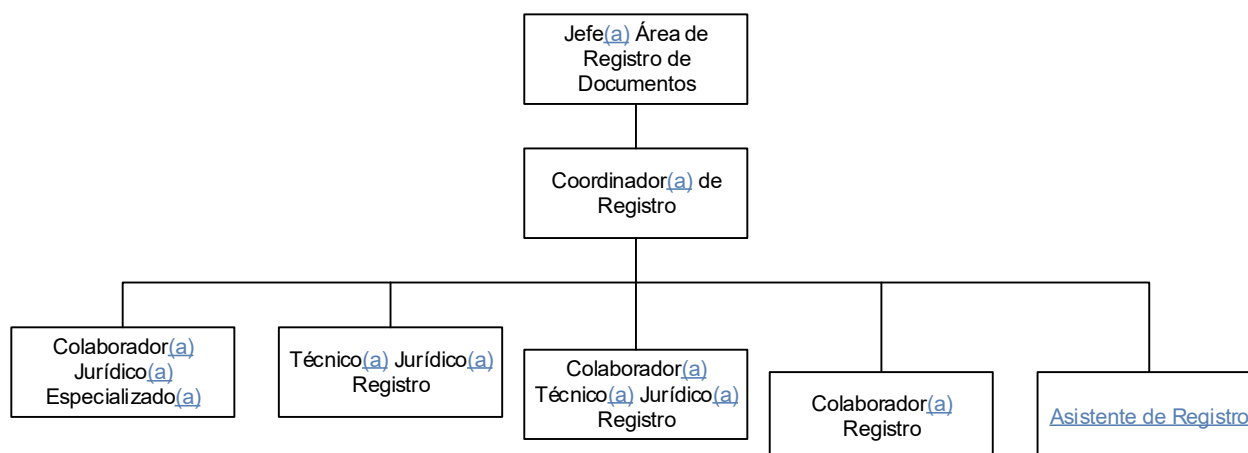 Jefe(a) Área de
Registro de
Documentos
Coordinador(a) de
Registro
Colaborador(a)
Jurídico(a)
Especializado(a)
Técnico(a) Jurídico(a)
Registro
Colaborador(a)
Técnico(a) Jurídico(a)
Registro
Colaborador(a)
Registro
Asistente de Registro